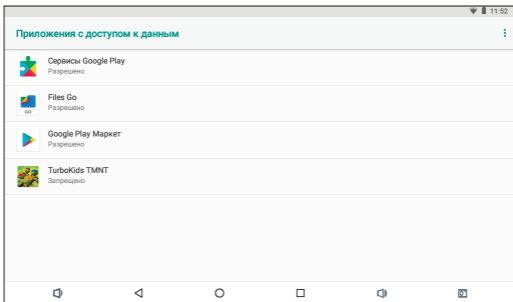 11:52
Приложения с доступом к данным
Сервисы Google Play
Разрешено
Files Go
Разрешено
GO
Google Play Маркет
Разрешено
TurboKids TMNT
Запрещено